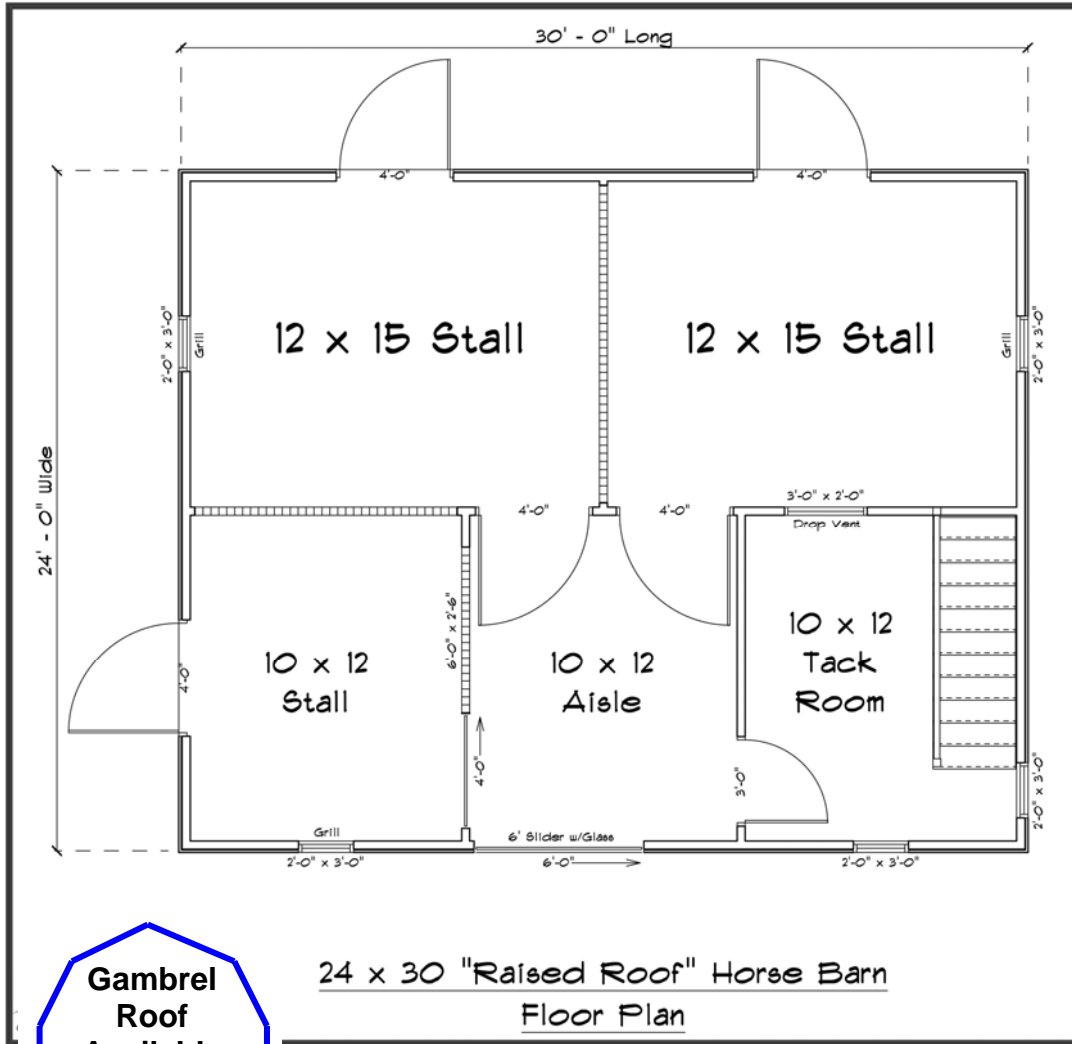 30' - 0" Long
4'-0"
4'-0"
2'-0" x 3'-0"
Grill
12 x 15 Stall
12 x 15 Stall
Grill
2'-0" x 3'-0"
24' - 0" Wide
4'-0"
4'-0"
3'-0" x 2'-0"
Drop Vent
6'-0" x 2'-6"
10 x 12
Stall
10 x 12
Aisle
10 x 12
Tack
Room
4'-0"
4'-0"
3'-0"
2'-0" x 3'-0"
Grill
6' Slider w/Glass
2'-0" x 3'-0"
6'-0"
2'-0" x 3'-0"
24 x 30 "Raised Roof" Horse Barn
Floor Plan
Gambrel
Roof